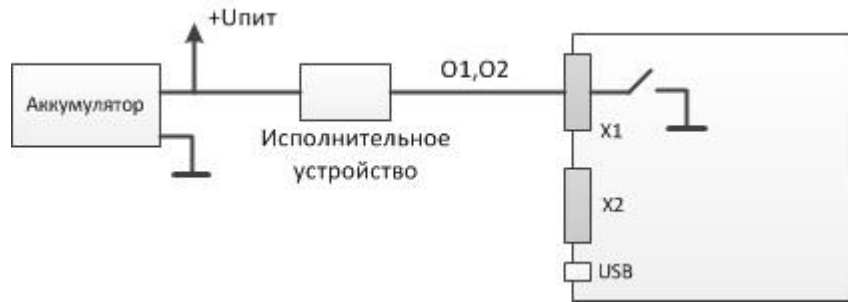 +Uпит
Аккумулятор
Исполнительное
устройство
O1,O2
X1
X2
USB